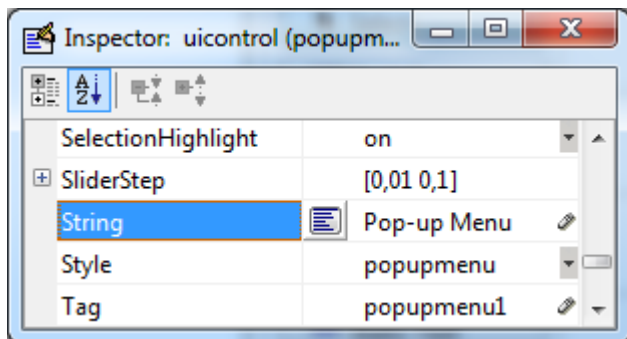 Inspector: uicontrol (popupm...
SelectionHighlight on
SliderStep [0,01 0,1]
String Pop-up Menu
Style popupmenu
Tag popupmenu1